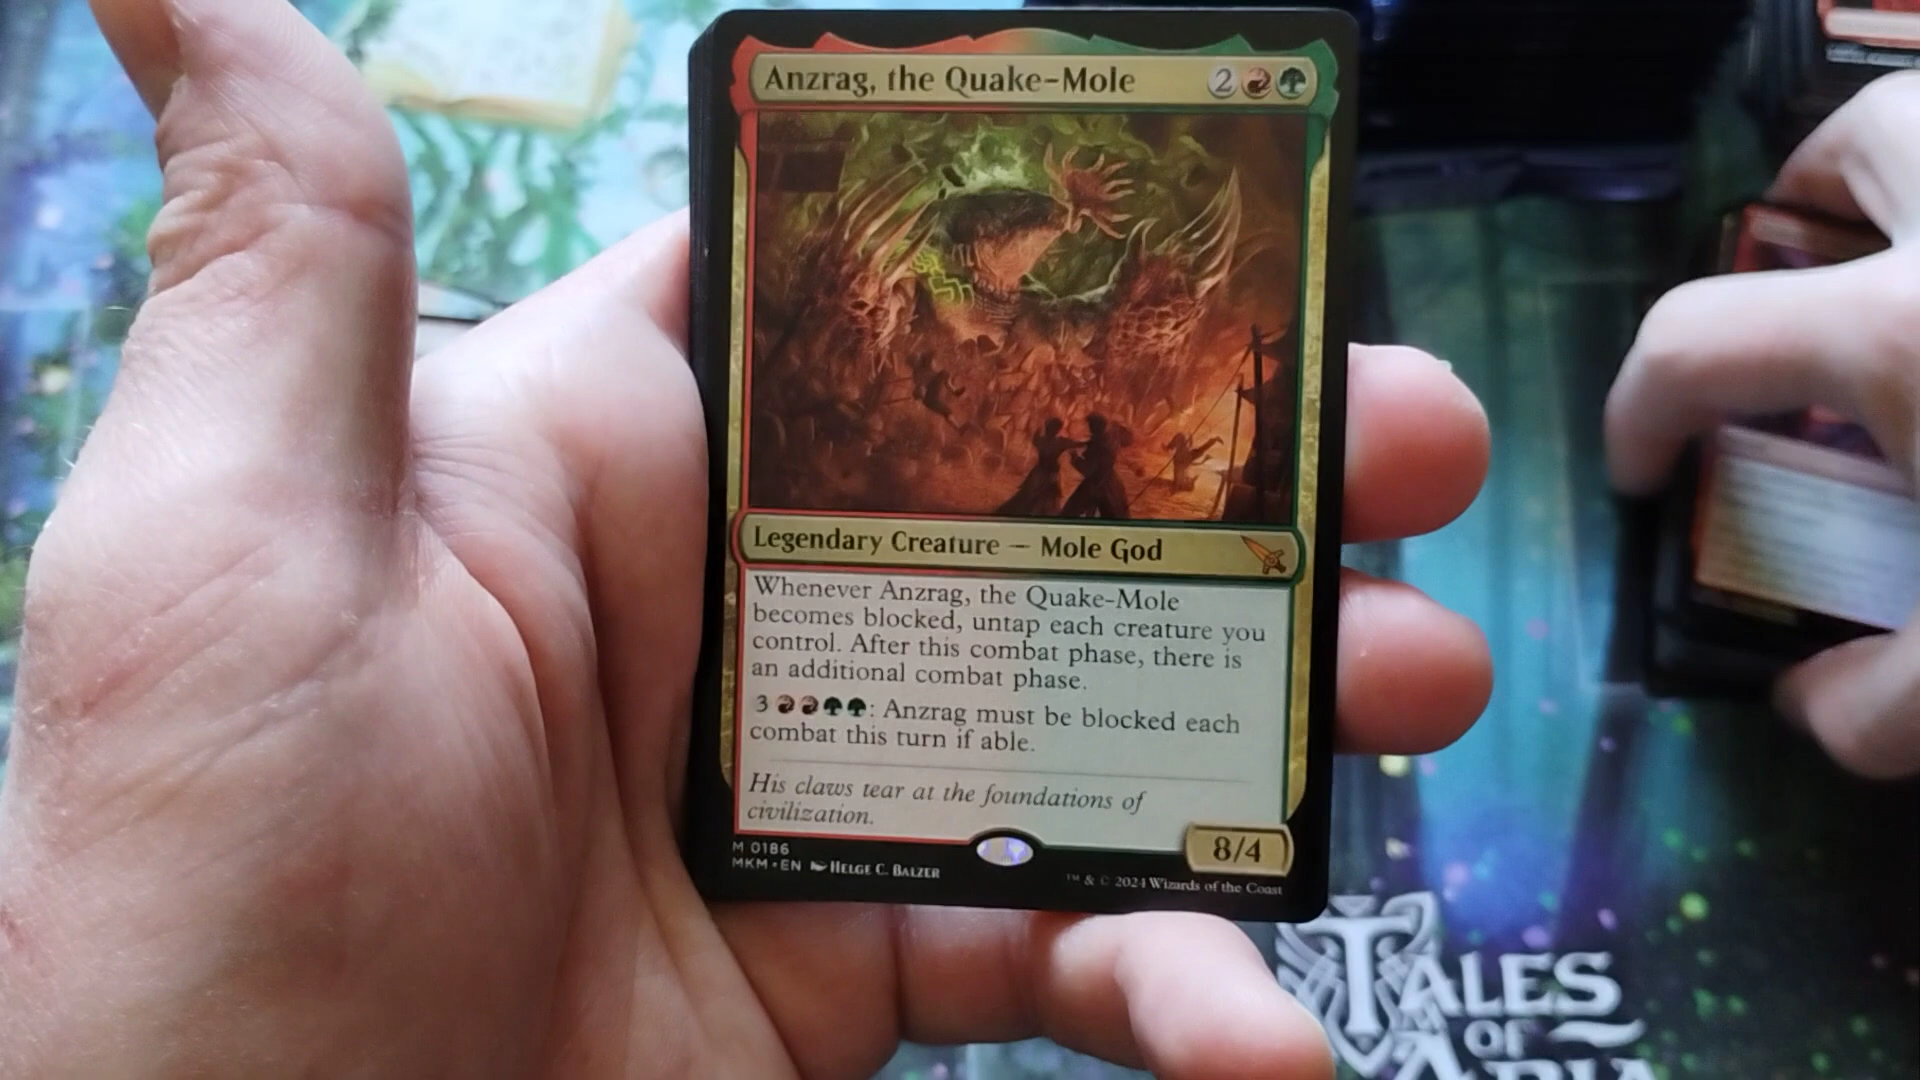 Anzrag, the Quake-Mole 2
Legendary Creature — Mole God
Whenever Anzrag, the Quake-Mole
becomes blocked, untap each creature you
control. After this combat phase, there is
an additional combat phase.
3 : Anzrag must be blocked each
combat this turn if able.
His claws tear at the foundations of
civilization.
8/4
M 0186
MKM • EN HELGE C. BALZER
™ & © 2024 Wizards of the Coast
TALES
OF
ARIA